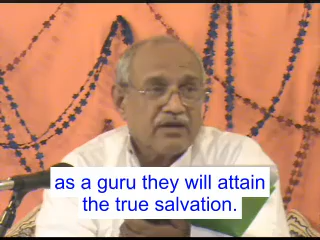 as a guru they will attain
the true salvation.